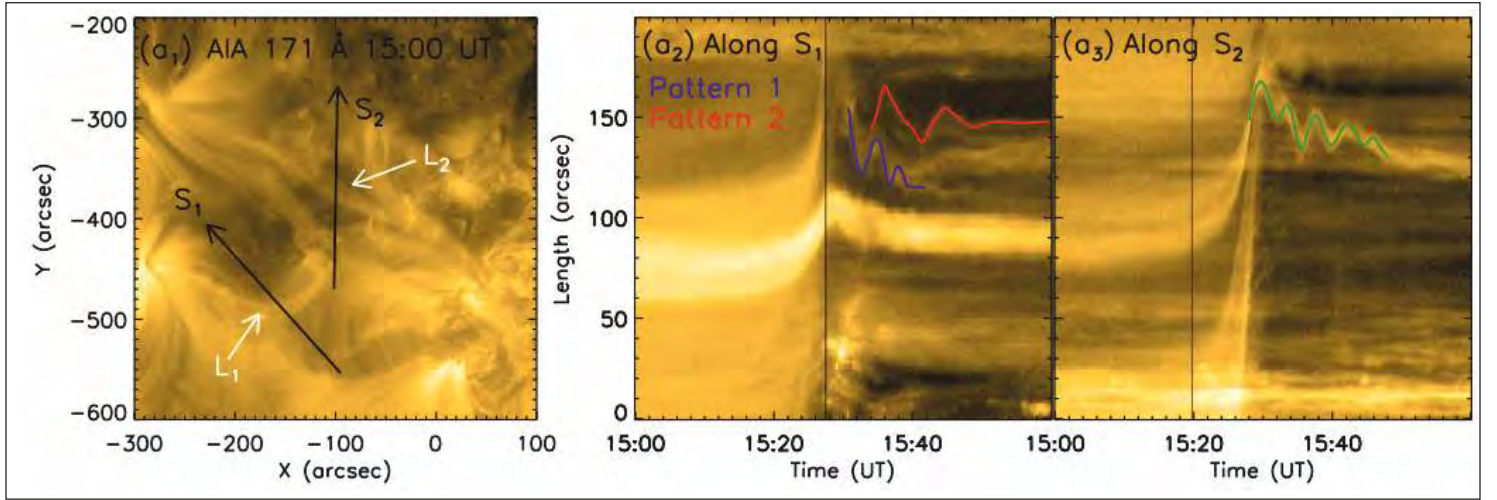 (a₁) AIA 171 Å 15:00 UT
S₂
L₂
S₁
L₁
-200
-300
-400
-500
-600
Y (arcsec)
-300 -200 -100 0 100
X (arcsec)
(a₂) Along S₁
Pattern 1
Pattern 2
150
100
50
0
Length (arcsec)
15:00 15:20 15:40
Time (UT)
(a₃) Along S₂
15:00 15:20 15:40
Time (UT)